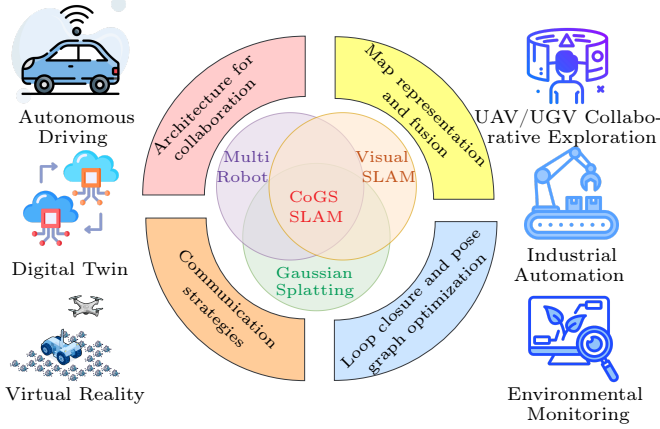 Autonomous
Driving
Digital Twin
Virtual Reality
Architecture for
collaboration
Map representation
and fusion
Multi
Robot
Visual
SLAM
CoGS
SLAM
Gaussian
Splatting
Communication
strategies
Loop closure and pose
graph optimization
UAV/UGV Collabo-
rative Exploration
Industrial
Automation
Environmental
Monitoring